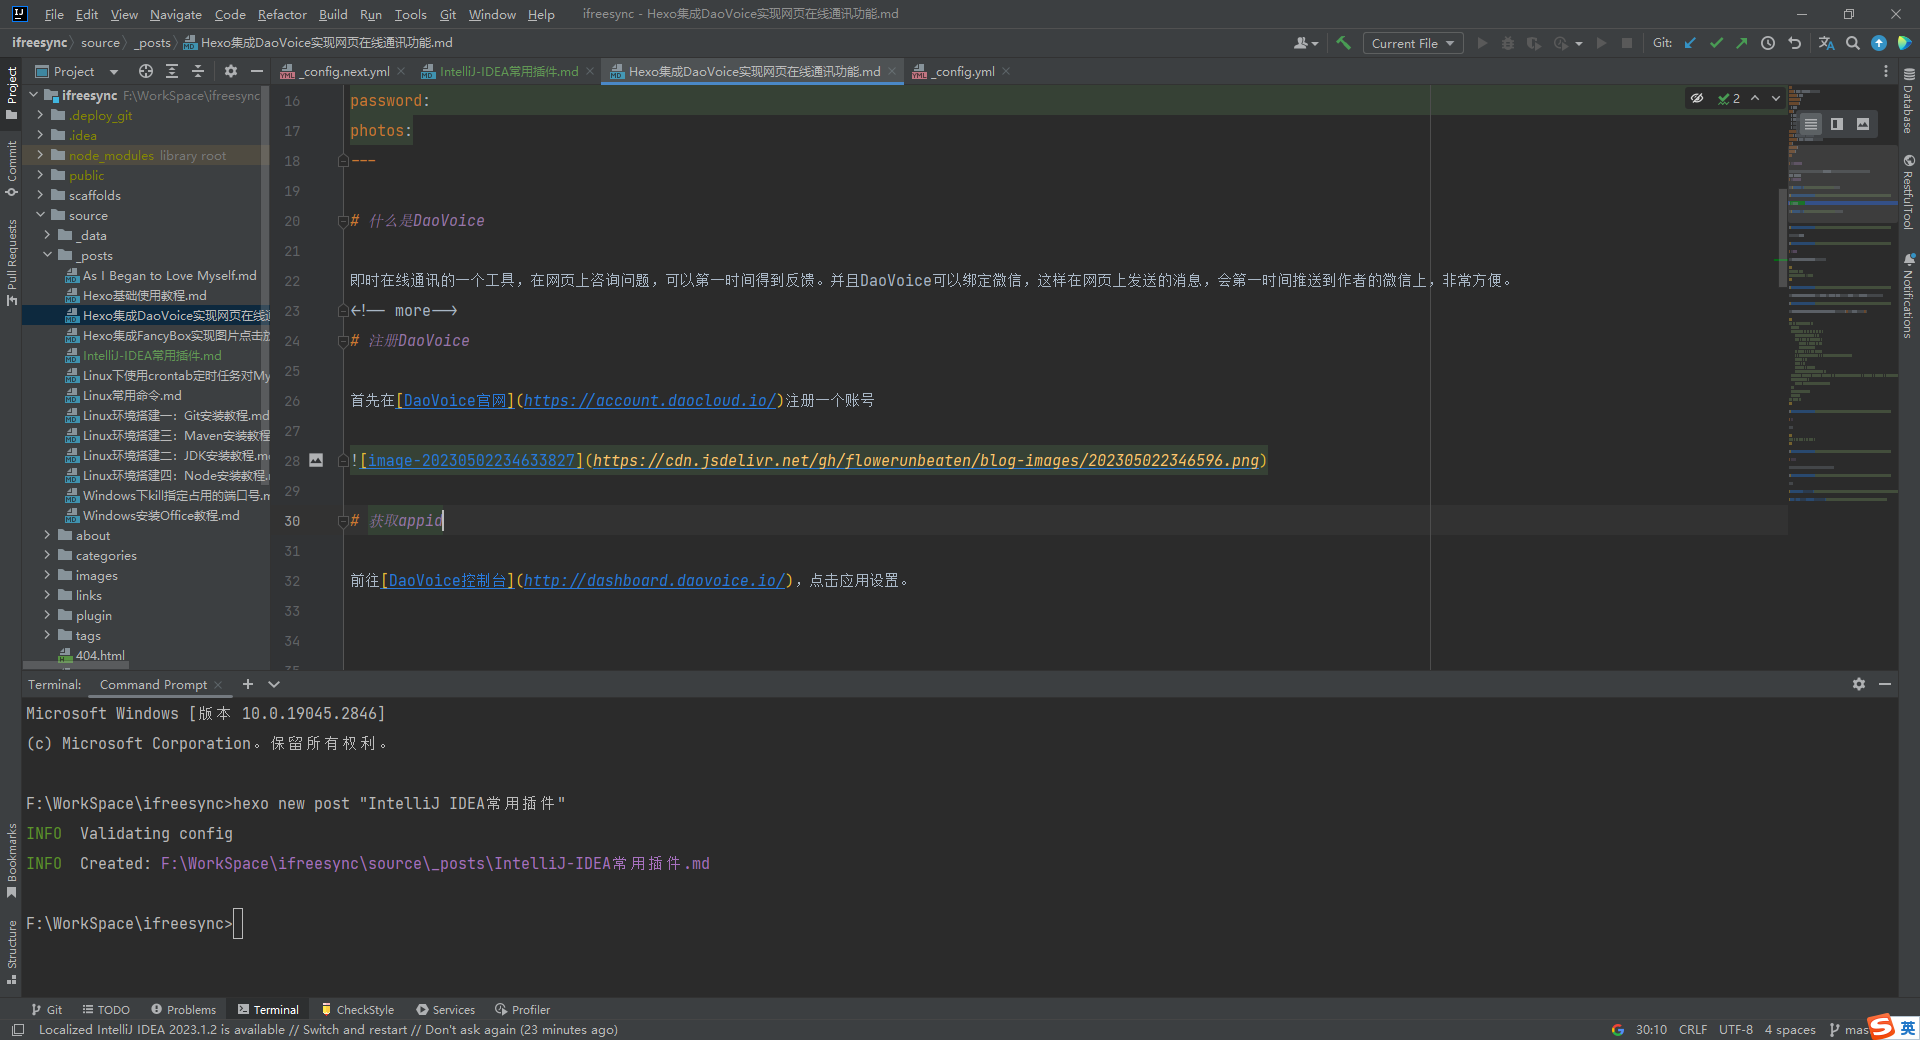 File Edit View Navigate Code Refactor Build Run Tools Git Window Help ifreesync - Hexo集成DaoVoice实现网页在线通讯功能.md
ifreesync source _posts Hexo集成DaoVoice实现网页在线通讯功能.md Current File Git:
Project _config.next.yml IntelliJ-IDEA常用插件.md Hexo集成DaoVoice实现网页在线通讯功能.md _config.yml
Project
Commit
Pull Requests
Bookmarks
Structure
ifreesync F:\WorkSpace\ifreesync
.deploy_git
.idea
node_modules library root
public
scaffolds
source
_data
_posts
As I Began to Love Myself.md
Hexo基础使用教程.md
Hexo集成DaoVoice实现网页在线
Hexo集成FancyBox实现图片点击
IntelliJ-IDEA常用插件.md
Linux下使用crontab定时任务对My
Linux常用命令.md
Linux环境搭建一：Git安装教程.md
Linux环境搭建三：Maven安装教程
Linux环境搭建二：JDK安装教程.m
Linux环境搭建四：Node安装教程.
Windows下kill指定占用的端口号.m
Windows安装Office教程.md
about
categories
images
links
plugin
tags
404.html
16 password:
17 photos:
18 ---
19
20 # 什么是DaoVoice
21
22 即时在线通讯的一个工具，在网页上咨询问题，可以第一时间得到反馈。并且DaoVoice可以绑定微信，这样在网页上发送的消息，会第一时间推送到作者的微信上，非常方便。
23 <!-- more-->
24 # 注册DaoVoice
25
26 首先在[DaoVoice官网](https://account.daocloud.io/)注册一个账号
27
28 ![image-20230502234633827](https://cdn.jsdelivr.net/gh/flowerunbeaten/blog-images/202305022346596.png)
29
30 # 获取appid
31
32 前往[DaoVoice控制台](http://dashboard.daovoice.io/)，点击应用设置。
33
34
35
2
Database
RestfulTool
Notifications
Terminal: Command Prompt
Microsoft Windows [版本 10.0.19045.2846]
(c) Microsoft Corporation。保留所有权利。
F:\WorkSpace\ifreesync>hexo new post "IntelliJ IDEA常用插件"
INFO Validating config
INFO Created: F:\WorkSpace\ifreesync\source\_posts\IntelliJ-IDEA常用插件.md
F:\WorkSpace\ifreesync>
Git TODO Problems Terminal CheckStyle Services Profiler
Localized IntelliJ IDEA 2023.1.2 is available // Switch and restart // Don't ask again (23 minutes ago) 30:10 CRLF UTF-8 4 spaces mas 英